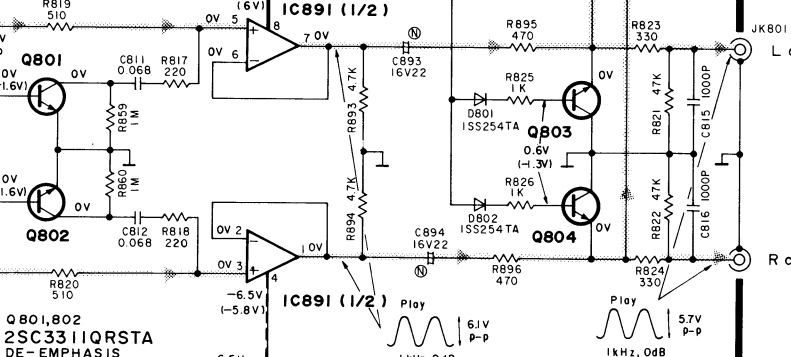 R819
510
(6V)
IC891 (1/2)
0V 5
8
7 0V
0V 6
Q801
0V
C811
0.068
R817
220
R859
1M
R860
1M
0V
(-1.6V)
Q802
0V
C812
0.068
R818
220
0V 2
0V 3
1 0V
4
-6.5V
(-5.8V)
IC891 (1/2)
R820
510
Q801,802
2SC3311QRSTA
DE-EMPHASIS
R893 4.7K
R894 4.7K
N
C893
16V22
C894
16V22
N
R895
470
R896
470
D801
1SS254TA
R825
1K
Q803
0V
0.6V
(-1.3V)
R826
1K
D802
1SS254TA
Q804
0V
R823
330
R821 47K
C815 1000P
R822 47K
C816 1000P
R824
330
JK801
L
R
Play
6.1V
P-P
1kHz, 0dB
Play
5.7V
P-P
1kHz, 0dB